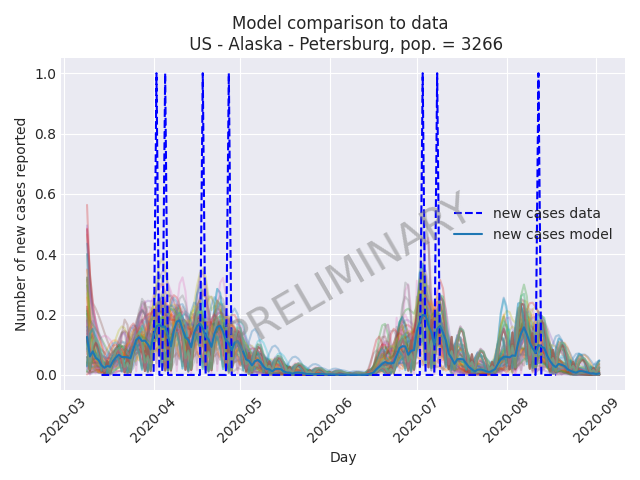 Model comparison to data
US - Alaska - Petersburg, pop. = 3266
Number of new cases reported
1.0
0.8
0.6
0.4
0.2
0.0
PRELIMINARY
new cases data
new cases model
2020-03
2020-04
2020-05
2020-06
2020-07
2020-08
2020-09
Day